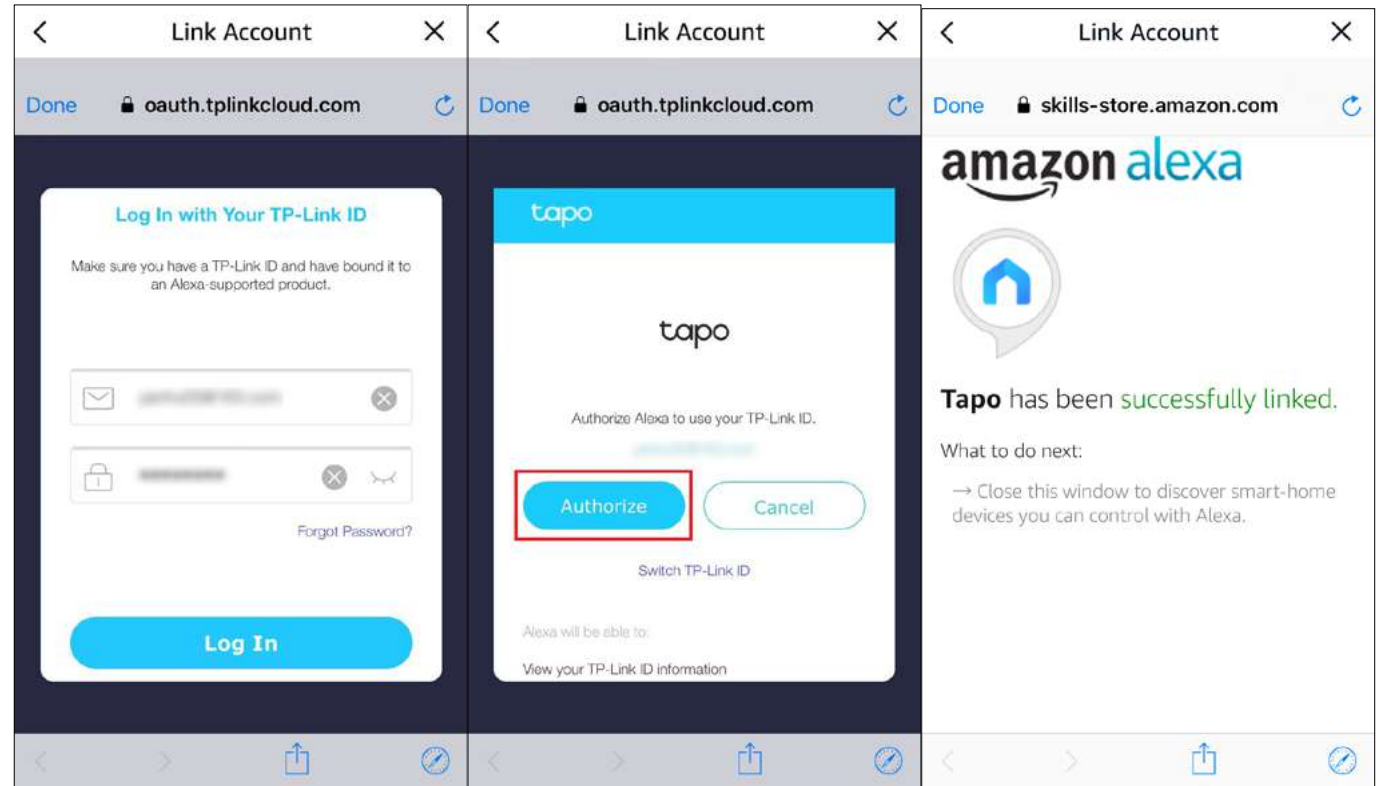 Link Account
Done
oauth.tplinkcloud.com
Log In with Your TP-Link ID
Make sure you have a TP-Link ID and have bound it to
an Alexa-supported product.
Forgot Password?
Log In
Link Account
Done
oauth.tplinkcloud.com
tapo
tapo
Authorize Alexa to use your TP-Link ID.
Authorize
Cancel
Switch TP-Link ID
Alexa will be able to:
View your TP-Link ID information
Link Account
Done
skills-store.amazon.com
amazon alexa
Tapo has been successfully linked.
What to do next:
→ Close this window to discover smart-home
devices you can control with Alexa.